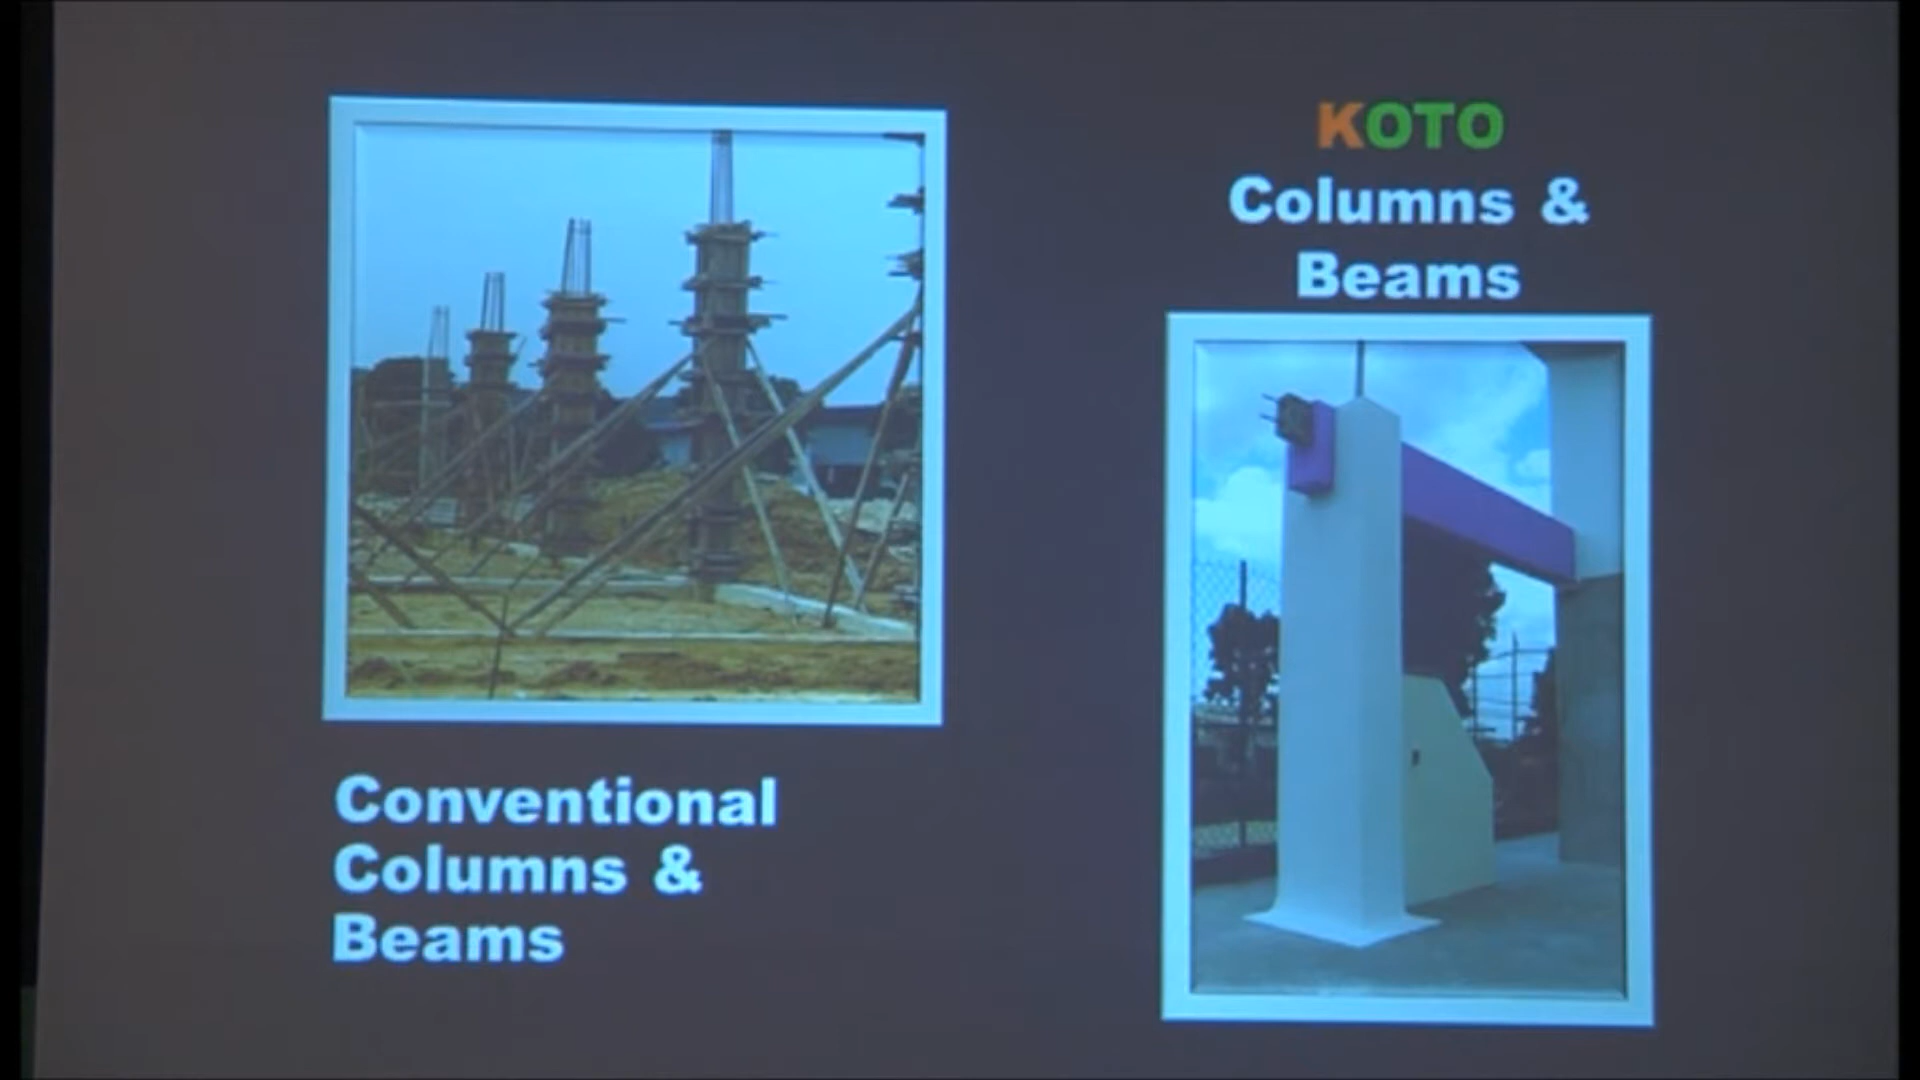 Conventional
Columns &
Beams
KOTO
Columns &
Beams